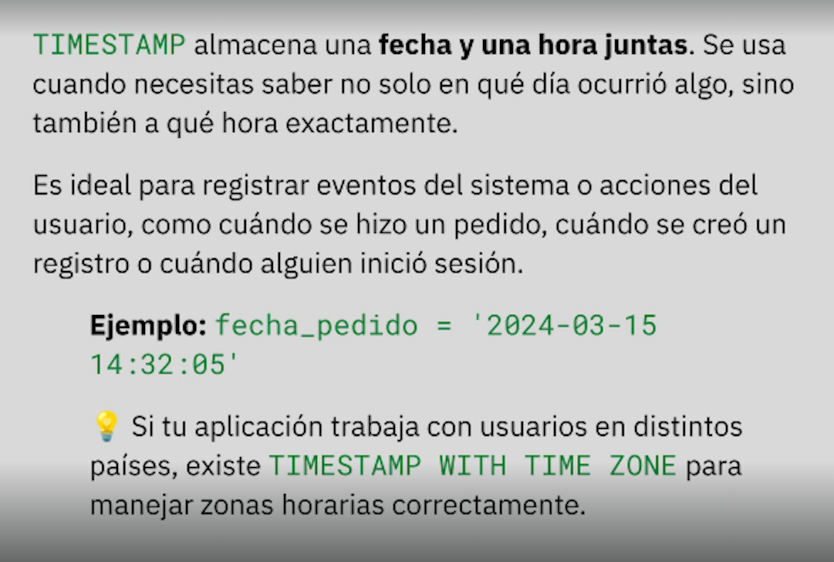 TIMESTAMP almacena una fecha y una hora juntas. Se usa
cuando necesitas saber no solo en qué día ocurrió algo, sino
también a qué hora exactamente.
Es ideal para registrar eventos del sistema o acciones del
usuario, como cuándo se hizo un pedido, cuándo se creó un
registro o cuándo alguien inició sesión.
Ejemplo: fecha_pedido = '2024-03-15
14:32:05'
💡 Si tu aplicación trabaja con usuarios en distintos
países, existe TIMESTAMP WITH TIME ZONE para
manejar zonas horarias correctamente.